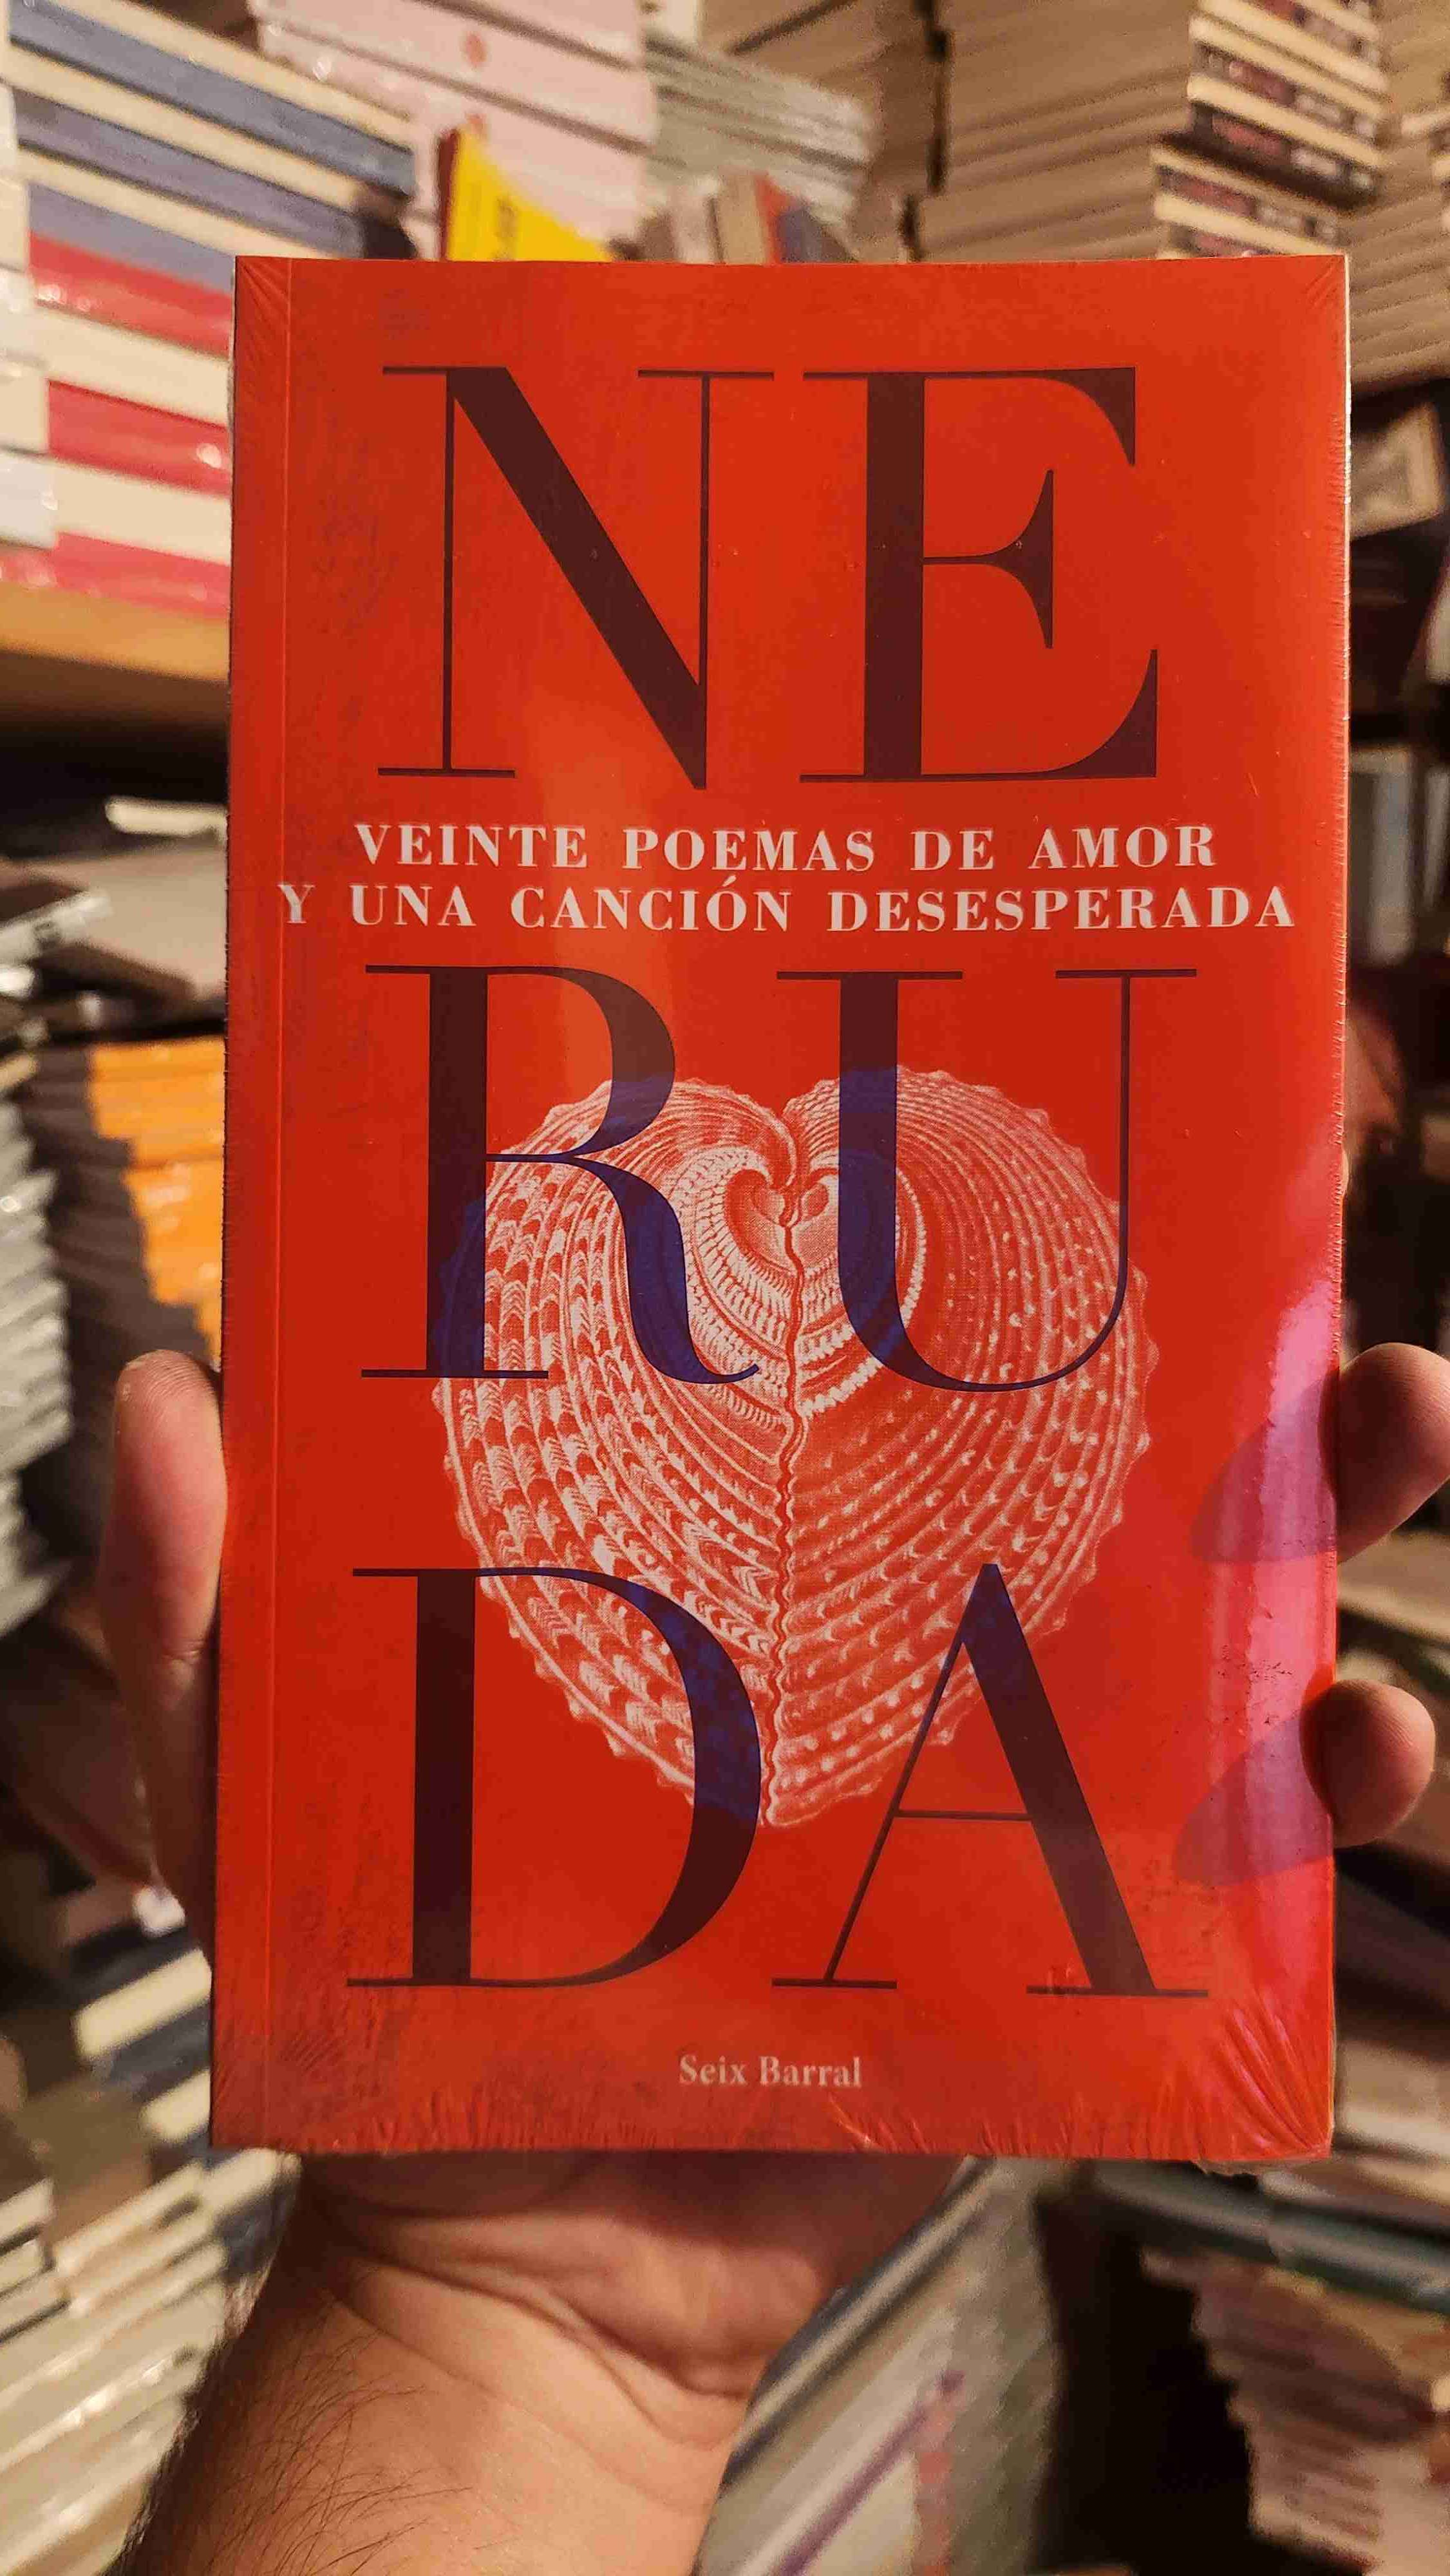 NE
VEINTE POEMAS DE AMOR
Y UNA CANCIÓN DESESPERADA
RU
DA
Seix Barral